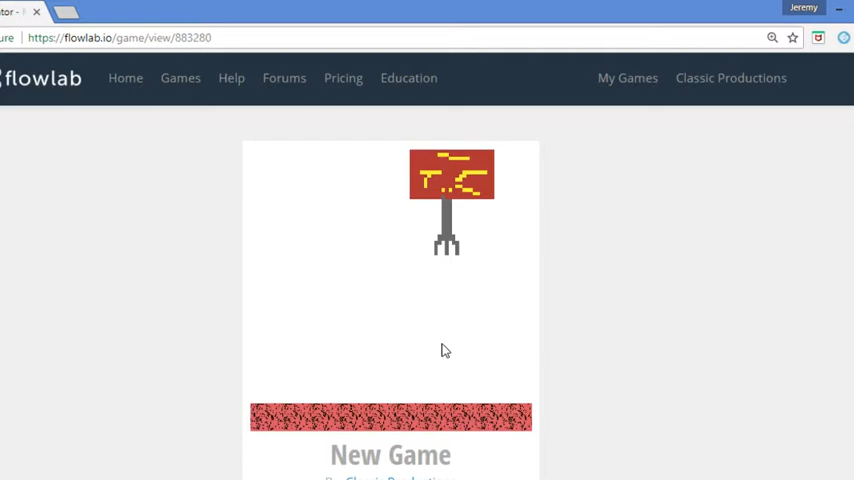 Jeremy
https://flowlab.io/game/view/883280
flowlab Home Games Help Forums Pricing Education My Games Classic Productions
T..C
New Game